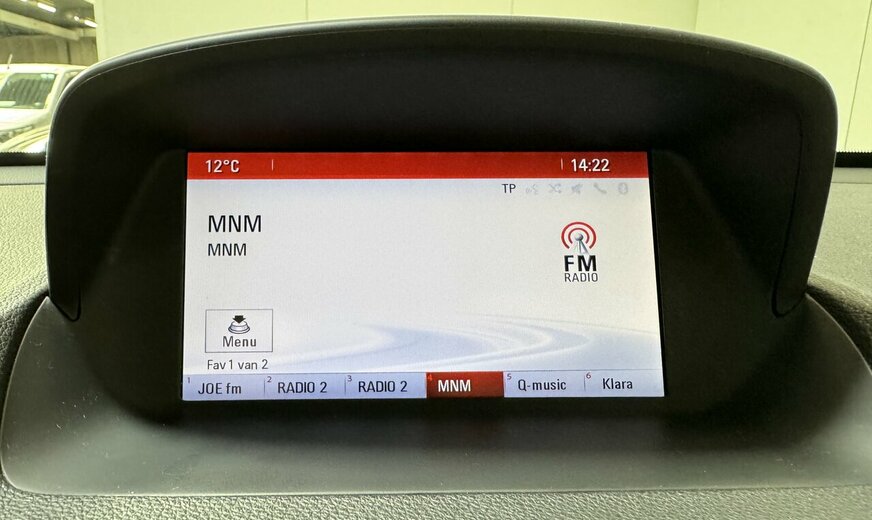 12°C 14:22
TP
MNM
MNM
FM
RADIO
Menu
Fav 1 van 2
1 JOE fm 2 RADIO 2 3 RADIO 2 4 MNM 5 Q-music 6 Klara